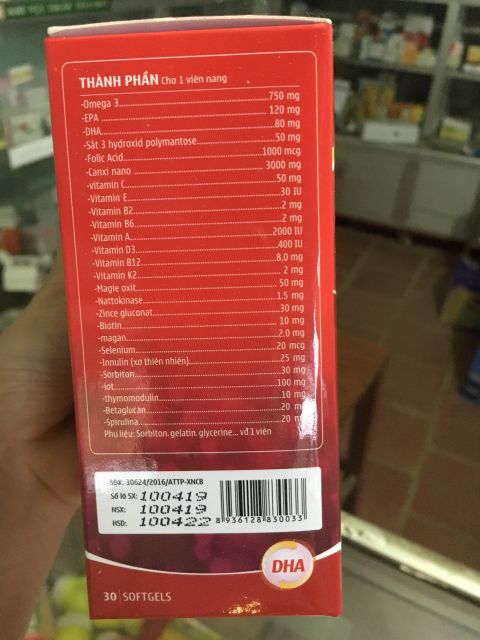 THÀNH PHẦN Cho 1 viên nang
-Omega 3 750 mg
-EPA 120 mg
-DHA 80 mg
-Sắt 3 hydroxid polymantose 50 mg
-Folic Acid 1000 mcg
-Canxi nano 3000 mg
-vitamin C 50 mg
-Vitamin E 30 IU
-Vitamin B2 2 mg
-Vitamin B6 2 mg
-Vitamin A 2000 IU
-Vitamin D3 400 IU
-Vitamin B12 8,0 mg
-Vitamin K2 2 mg
-Magie oxit 50 mg
-Nattokinase 1.5 mg
-Zince gluconat 30 mg
-Biotin 10 mg
-magan 2.0 mg
-Selenium 20 mcg
-Innulin (xơ thiên nhiên) 25 mg
-Sorbiton 30 mg
-Iot 100 mg
-thymomodulin 10 mg
-Betaglucan 20 mg
-Spirulina 20 mg
Phụ liệu: Sorbiton, gelatin, glycerine... vđ 1 viên
SĐK: 30624/2016/ATTP-XNCB
Số lô SX: 100419
NSX: 100419
HSD: 100422
8 936128 830033
DHA
30 SOFTGELS